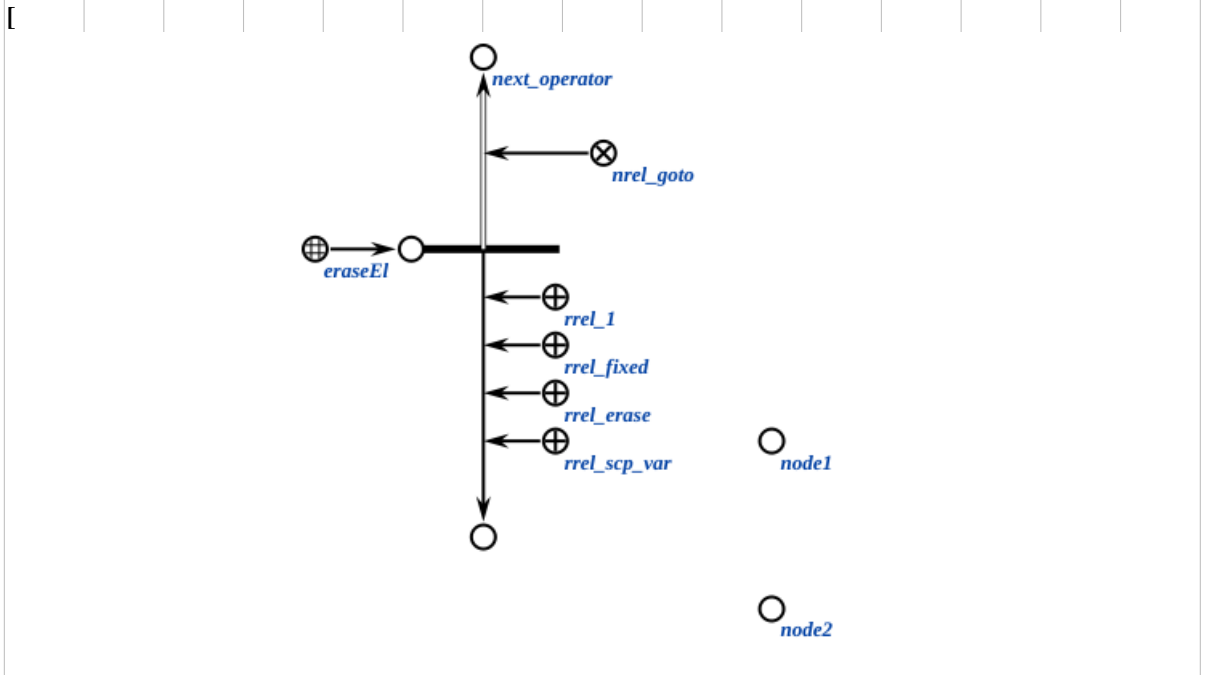 [
next_operator
nrel_goto
eraseEl
rrel_1
rrel_fixed
rrel_erase
rrel_scp_var
node1
node2